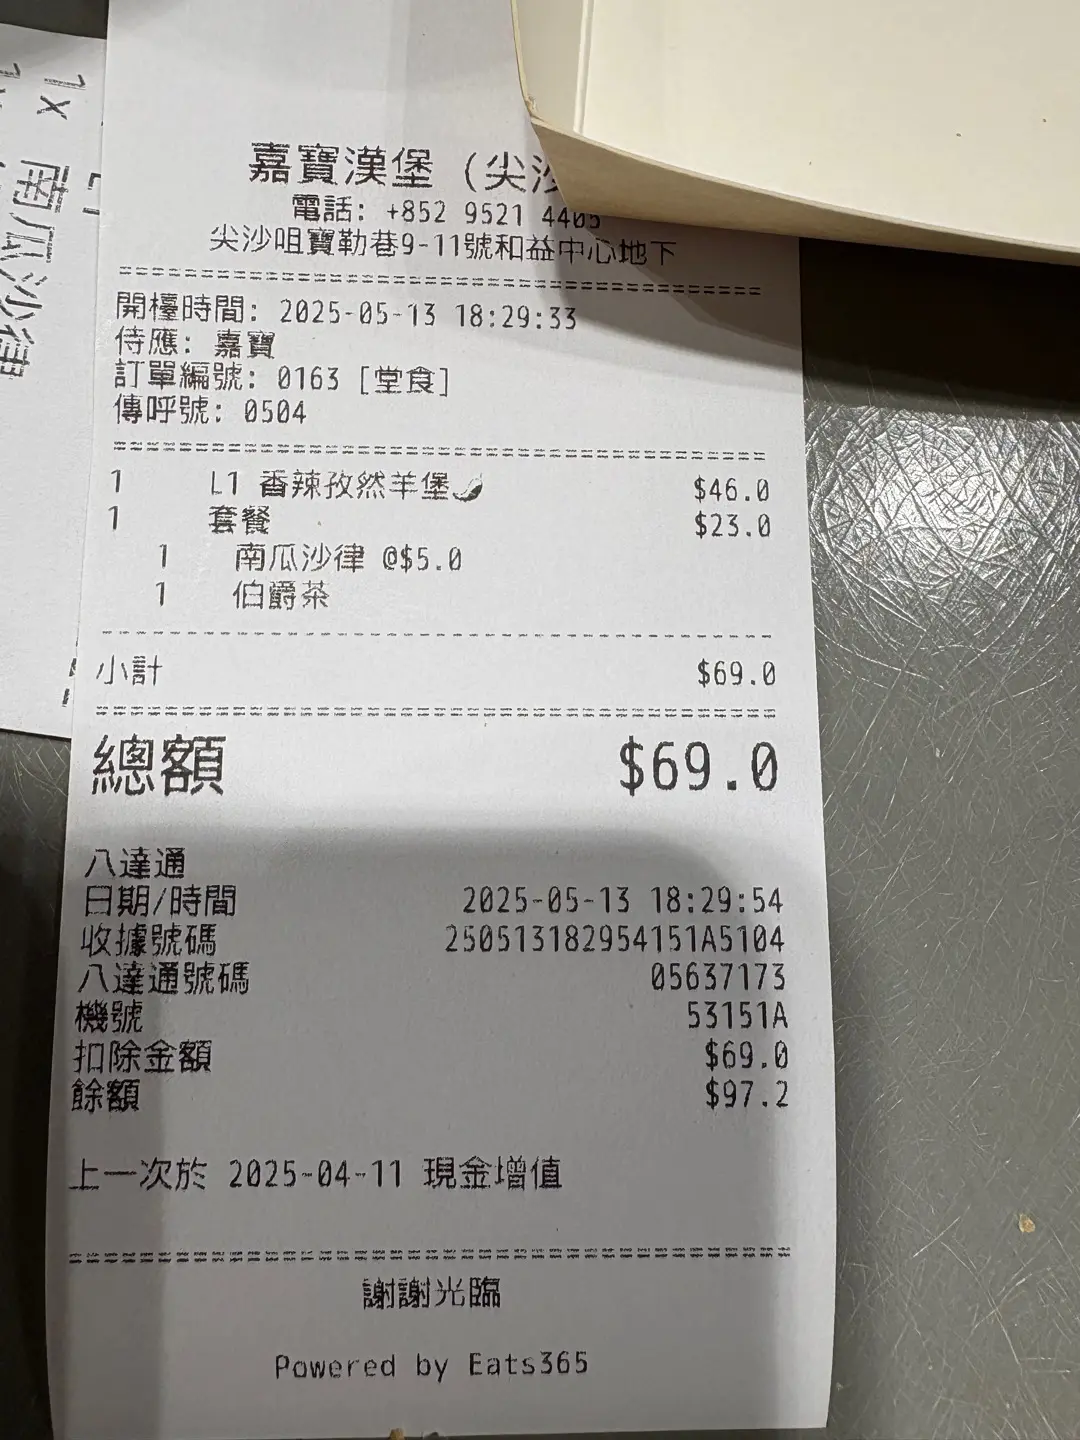 嘉寶漢堡 (尖沙
電話: +852 9521 4405
尖沙咀寶勒巷9-11號和益中心地下
開檯時間: 2025-05-13 18:29:33
侍應: 嘉寶
訂單編號: 0163 [堂食]
傳呼號: 0504
1 L1 香辣孜然羊堡🌶 $46.0
1 套餐 $23.0
1 南瓜沙律 @$5.0
1 伯爵茶
小計 $69.0
總額 $69.0
八達通
日期/時間 2025-05-13 18:29:54
收據號碼 250513182954151A5104
八達通號碼 05637173
機號 53151A
扣除金額 $69.0
餘額 $97.2
上一次於 2025-04-11 現金增值
謝謝光臨
Powered by Eats365
1x 南瓜沙律